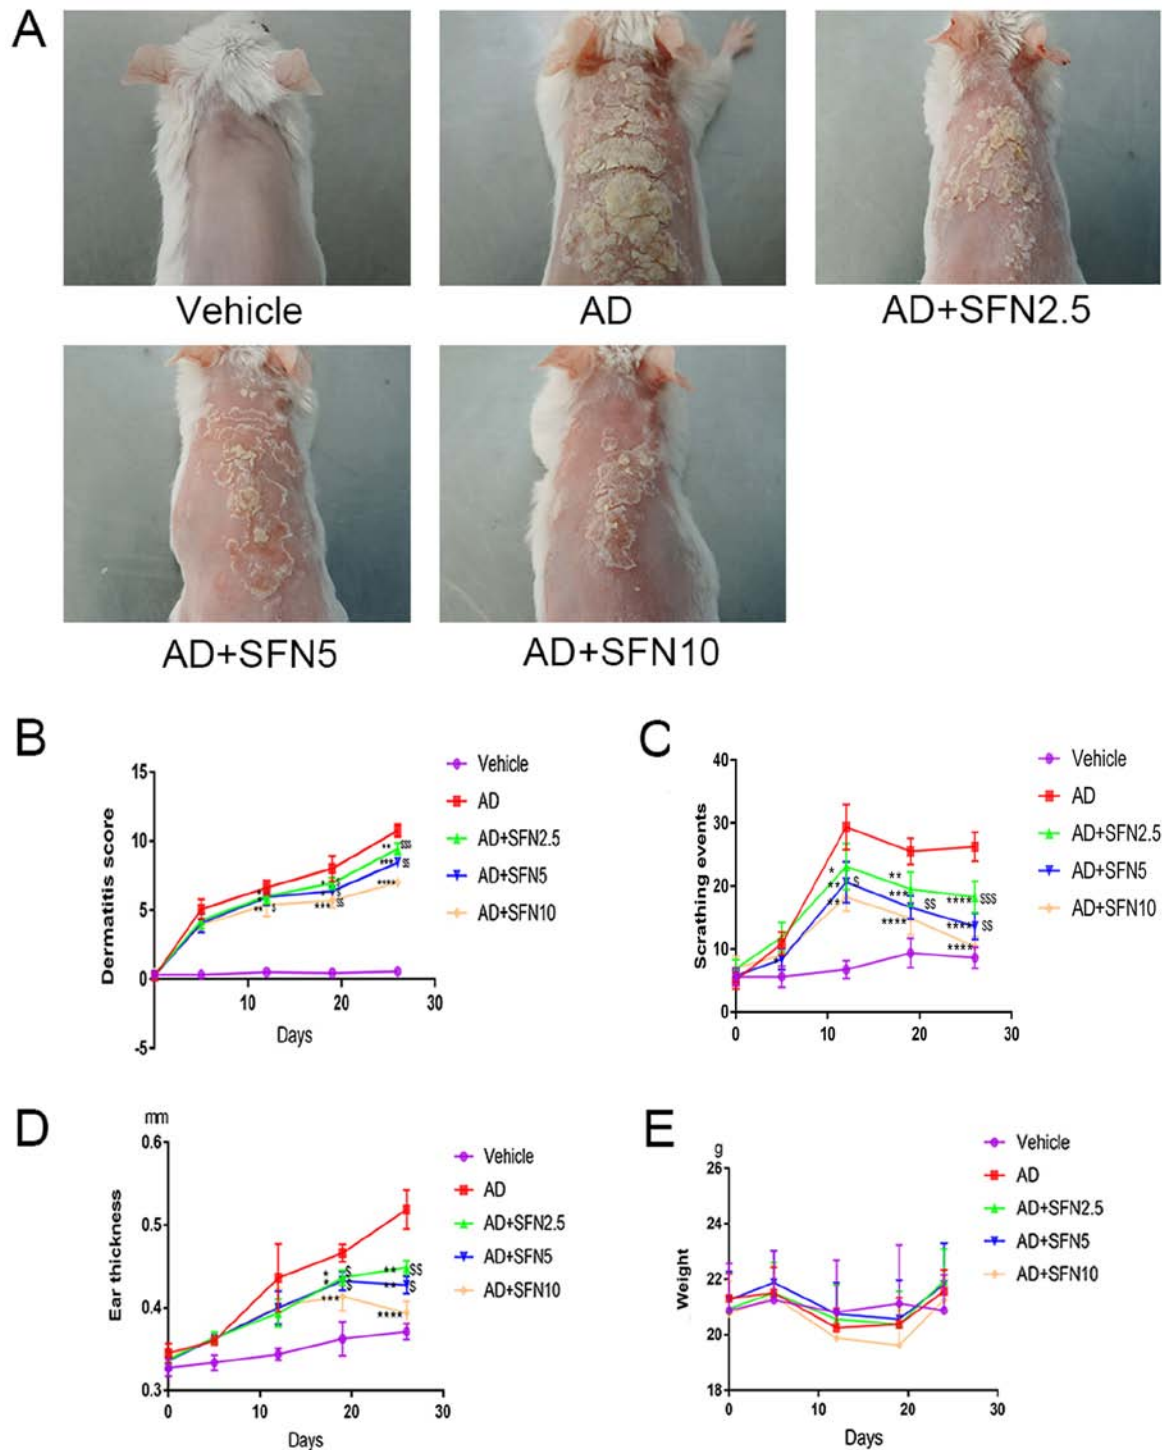 A
Vehicle
AD
AD+SFN2.5
AD+SFN5
AD+SFN10
B
Dermatitis score
15
10
5
0
-5
10
20
30
Days
Vehicle
AD
AD+SFN2.5
AD+SFN5
AD+SFN10
** $$$
*** $$
****
* $
* $
*** $$
** $
C
Scrathing events
40
30
20
10
0
0
10
20
30
Vehicle
AD
AD+SFN2.5
AD+SFN5
AD+SFN10
*
** $
**
*
**
*** $$
****
**** $$$
**** $$
****
D
mm
Ear thickness
0.6
0.5
0.4
0.3
0
10
20
30
Days
Vehicle
AD
AD+SFN2.5
AD+SFN5
AD+SFN10
* $
* $
***
** $$
** $
****
E
g
Weight
26
24
22
20
18
0
10
20
30
Days
Vehicle
AD
AD+SFN2.5
AD+SFN5
AD+SFN10